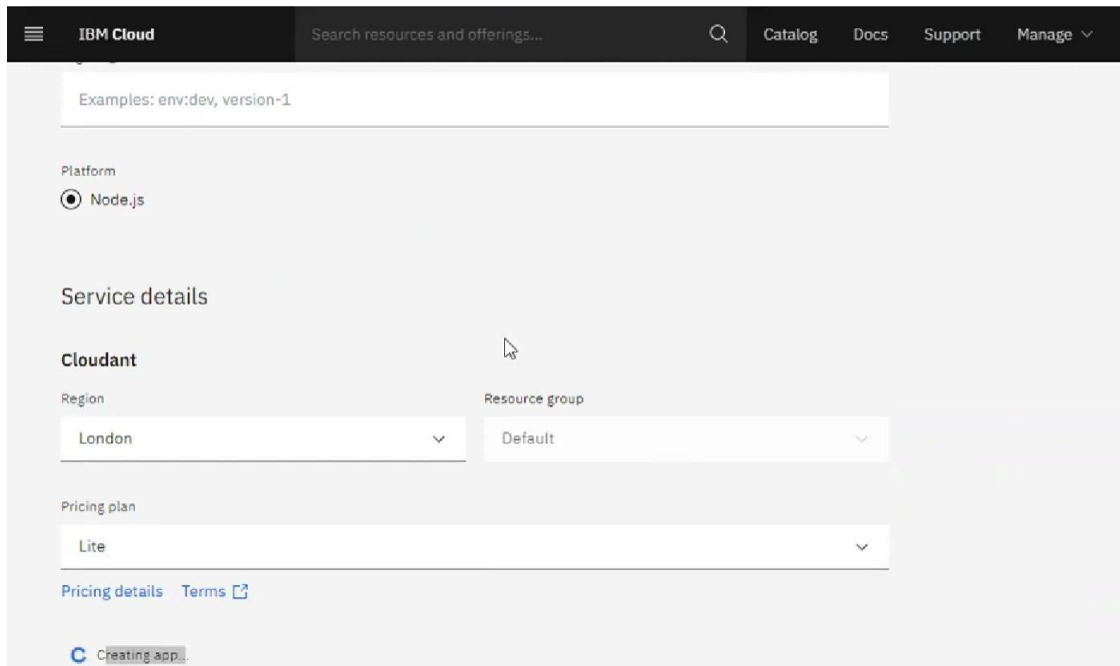 IBM Cloud Search resources and offerings... Catalog Docs Support Manage
Examples: env:dev, version-1
Platform
Node.js
Service details
Cloudant
Region Resource group
London Default
Pricing plan
Lite
Pricing details Terms
Creating app...